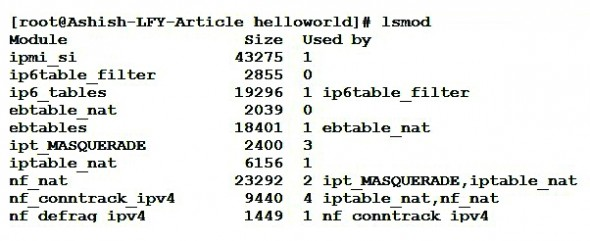 [root@Ashish-LFY-Article helloworld]# lsmod
Module Size Used by
ipmi_si 43275 1
ip6table_filter 2855 0
ip6_tables 19296 1 ip6table_filter
ebtable_nat 2039 0
ebtables 18401 1 ebtable_nat
ipt_MASQUERADE 2400 3
iptable_nat 6156 1
nf_nat 23292 2 ipt_MASQUERADE,iptable_nat
nf_conntrack_ipv4 9440 4 iptable_nat,nf_nat
nf_defrag_ipv4 1449 1 nf_conntrack_ipv4